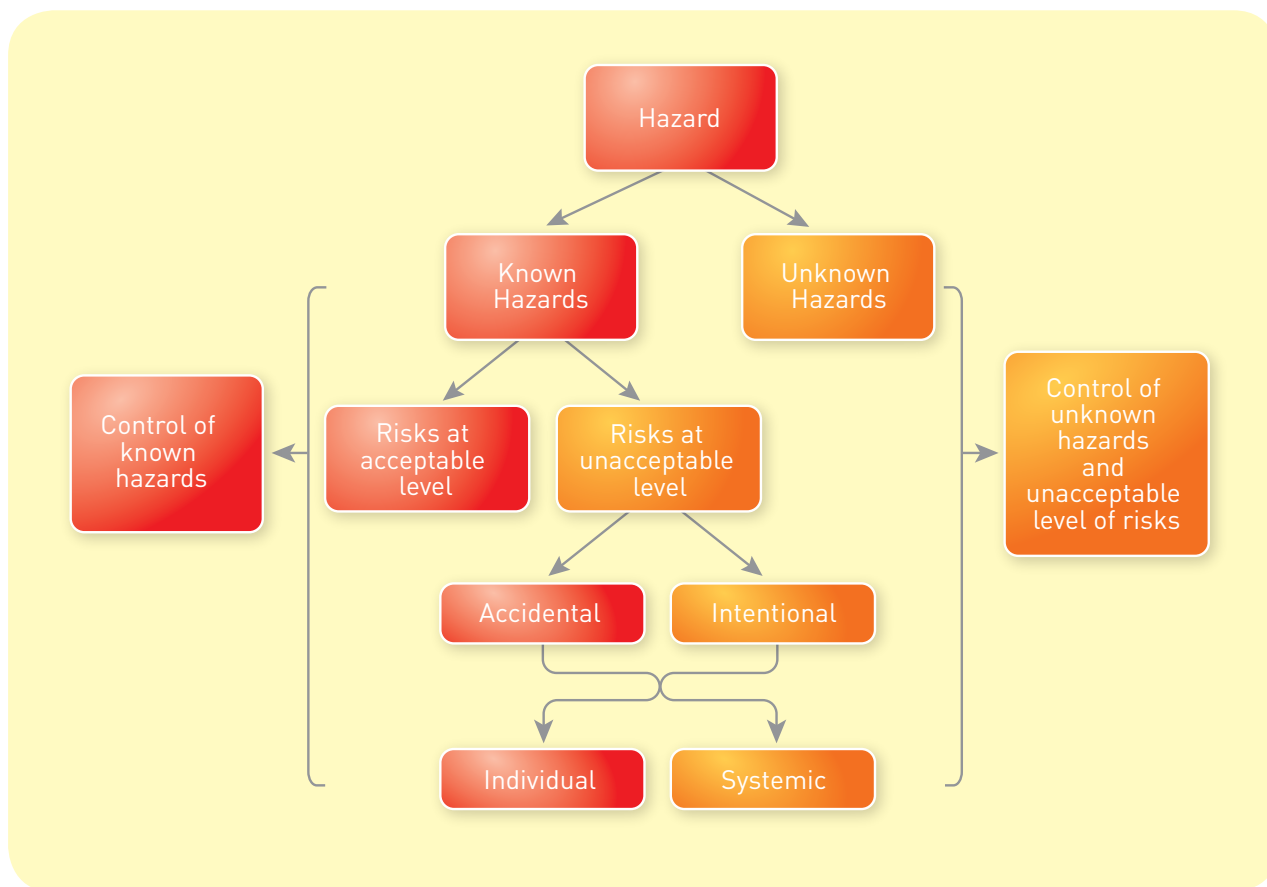 Hazard
Known
Hazards
Unknown
Hazards
Control of
known
hazards
Risks at
acceptable
level
Risks at
unacceptable
level
Control of
unknown
hazards
and
unacceptable
level of risks
Accidental
Intentional
Individual
Systemic